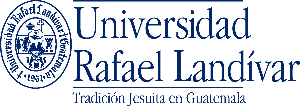 Universidad
Rafael Landívar
Tradición Jesuita en Guatemala